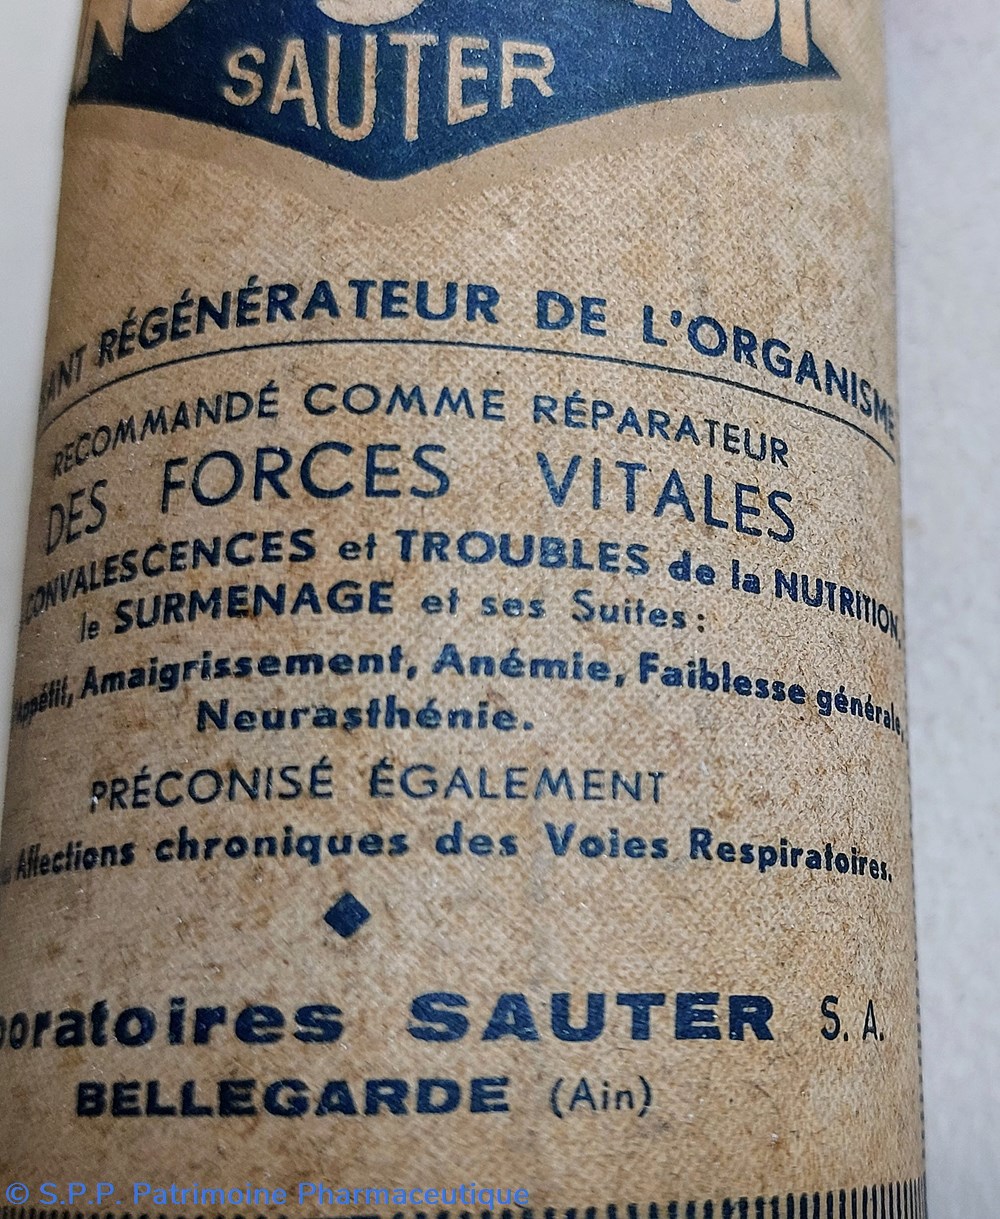 SAUTER
RÉGÉNÉRATEUR DE L'ORGANISME
RECOMMANDÉ COMME RÉPARATEUR
DES FORCES VITALES
CONVALESCENCES et TROUBLES de la NUTRITION,
le SURMENAGE et ses Suites:
Appétit, Amaigrissement, Anémie, Faiblesse générale,
Neurasthénie.
PRÉCONISÉ ÉGALEMENT
Affections chroniques des Voies Respiratoires.
boratoires SAUTER S. A.
BELLEGARDE (Ain)
© S.P.P. Patrimoine Pharmaceutique